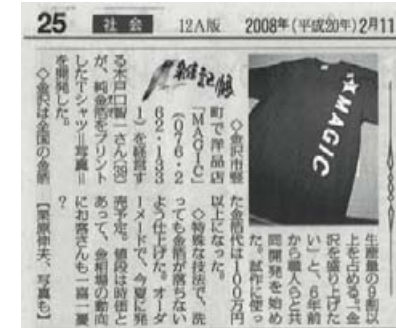 25 社会 12A版 2008年(平成20年)2月11
雑記帳
★MAGIC
◇金沢市竪
町で洋品店
「MAGIC」
(076・2
62・133
1)を経営す
る木戸口智一さん(38)
が、純金箔をプリント
したTシャツ=写真=
を開発した。
◇金沢は全国の金箔
生産量の9割以
上を占める。「金
沢を盛り上げた
い」と、6年前
から職人らと共
同開発を始め
た。試作に使っ
た金箔代は100万円
以上になった。
◇特殊な技法で、洗
っても金箔が落ちない
よう仕上げた。オーダ
ーメードで、今夏に発
売予定。値段は時価と
あって、金相場の動向
にお客さんも一喜一憂
?
【栗原伸夫、写真も】